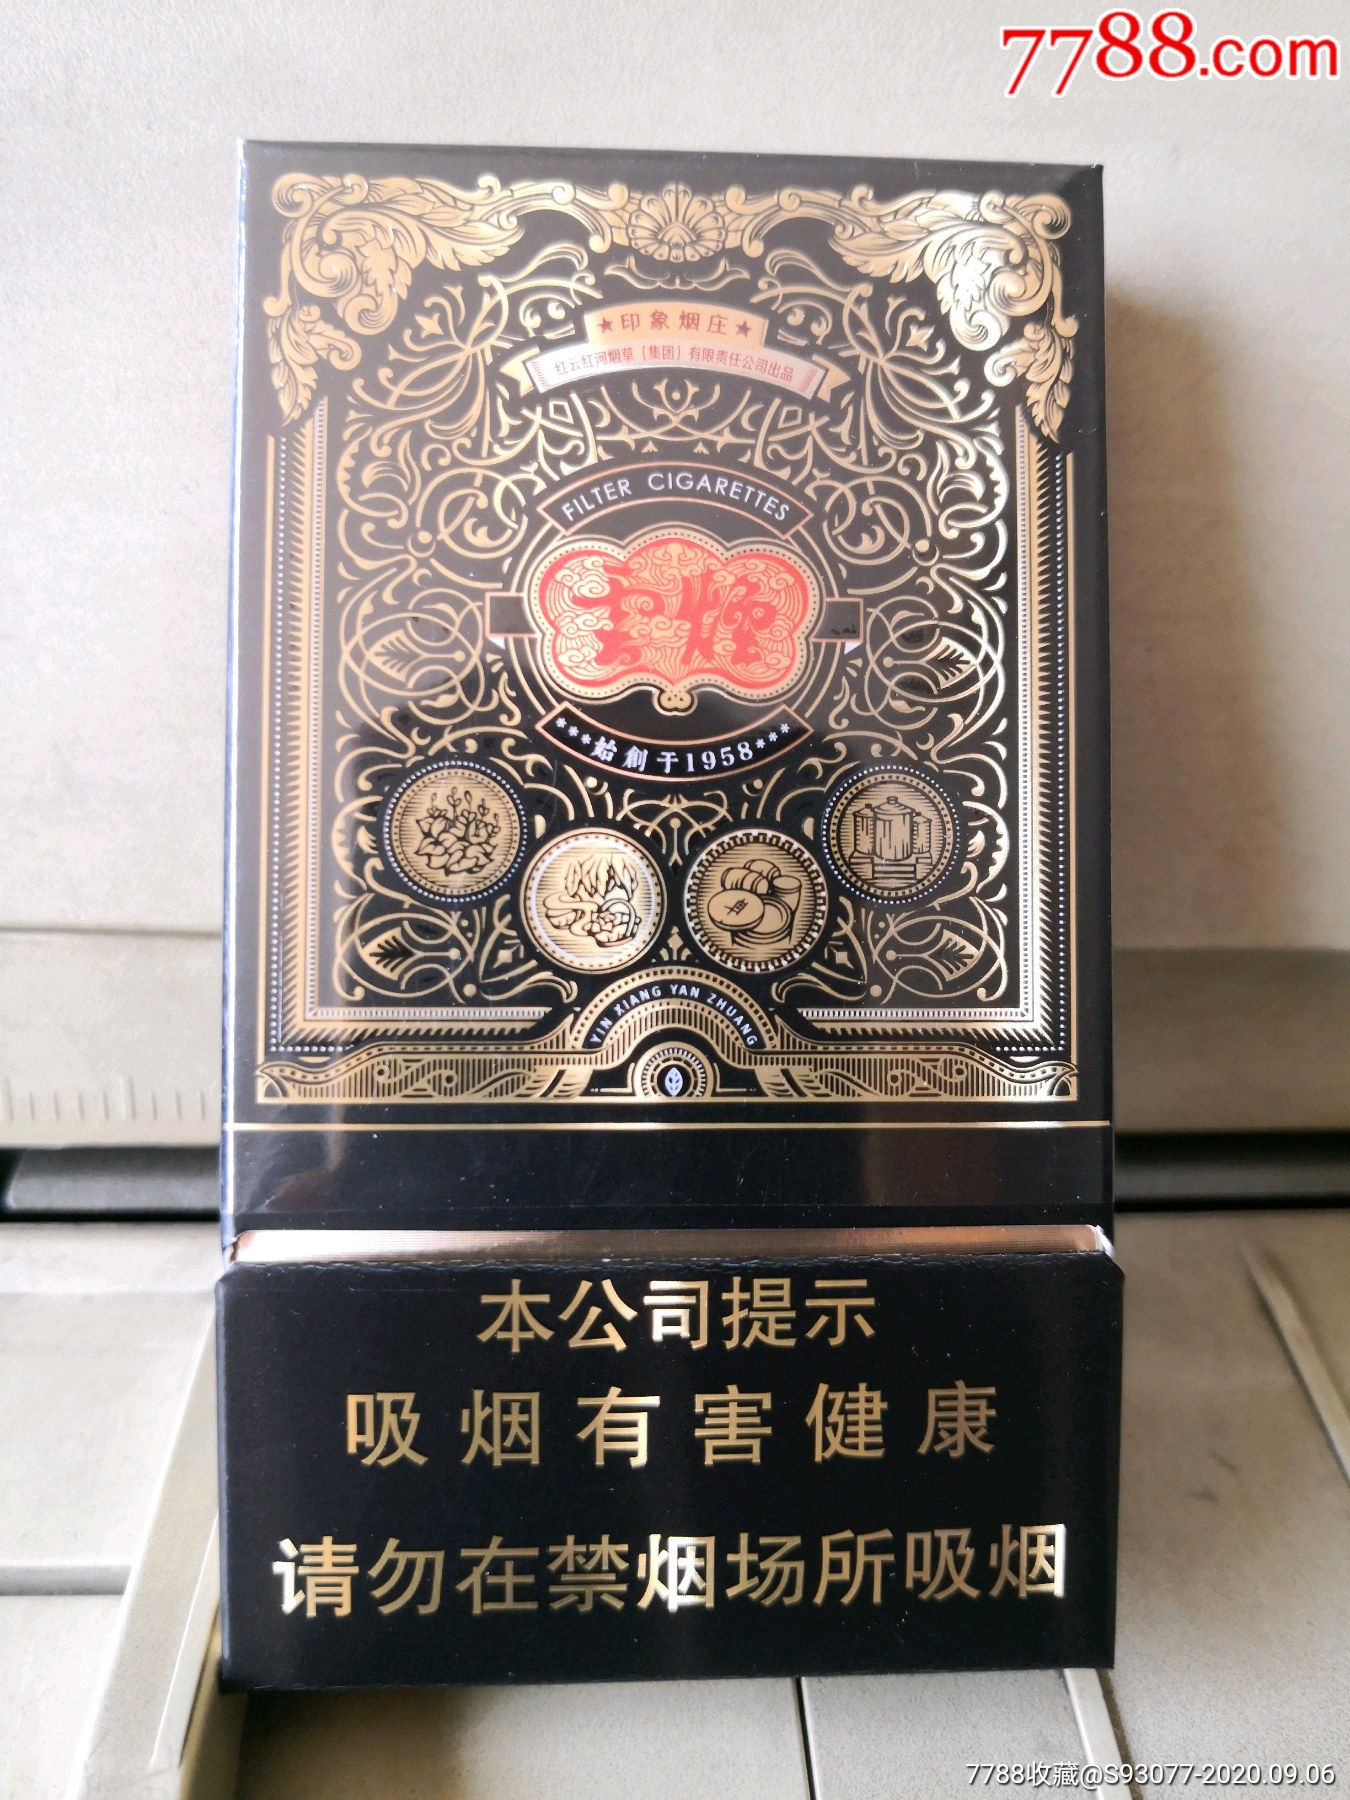 7788.com
★印象烟庄★
红云红河烟草(集团)有限责任公司出品
FILTER CIGARETTES
云烟
***始創于1958***
YIN XIANG YAN ZHUANG
本公司提示
吸烟有害健康
请勿在禁烟场所吸烟
7788收藏@S93077-2020.09.06